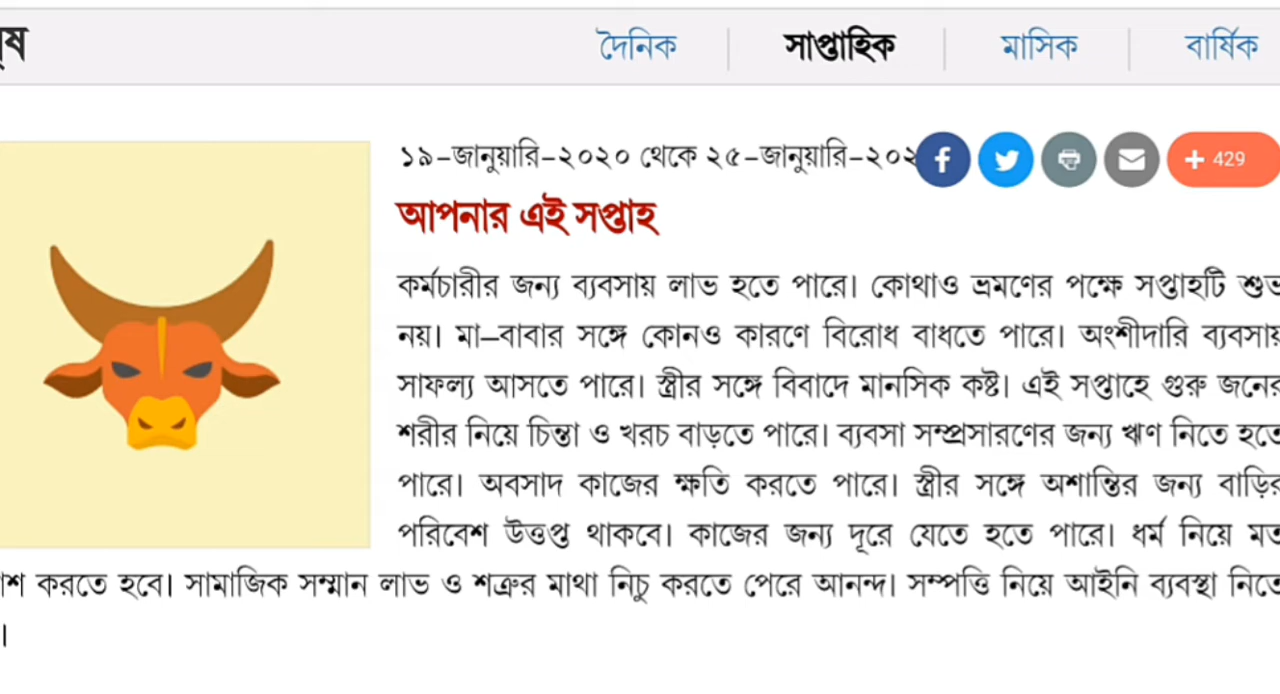 দৈনিক সাপ্তাহিক মাসিক বার্ষিক
১৯-জানুয়ারি-২০২০ থেকে ২৫-জানুয়ারি-২০২
429
আপনার এই সপ্তাহ
কর্মচারীর জন্য ব্যবসায় লাভ হতে পারে। কোথাও ভ্রমণের পক্ষে সপ্তাহটি শুভ
নয়। মা–বাবার সঙ্গে কোনও কারণে বিরোধ বাধতে পারে। অংশীদারি ব্যবসায়
সাফল্য আসতে পারে। স্ত্রীর সঙ্গে বিবাদে মানসিক কষ্ট। এই সপ্তাহে গুরু জনের
শরীর নিয়ে চিন্তা ও খরচ বাড়তে পারে। ব্যবসা সম্প্রসারণের জন্য ঋণ নিতে হতে
পারে। অবসাদ কাজের ক্ষতি করতে পারে। স্ত্রীর সঙ্গে অশান্তির জন্য বাড়ির
পরিবেশ উত্তপ্ত থাকবে। কাজের জন্য দূরে যেতে হতে পারে। ধর্ম নিয়ে মত
াশ করতে হবে। সামাজিক সম্মান লাভ ও শত্রুর মাথা নিচু করতে পেরে আনন্দ। সম্পত্তি নিয়ে আইনি ব্যবস্থা নিতে